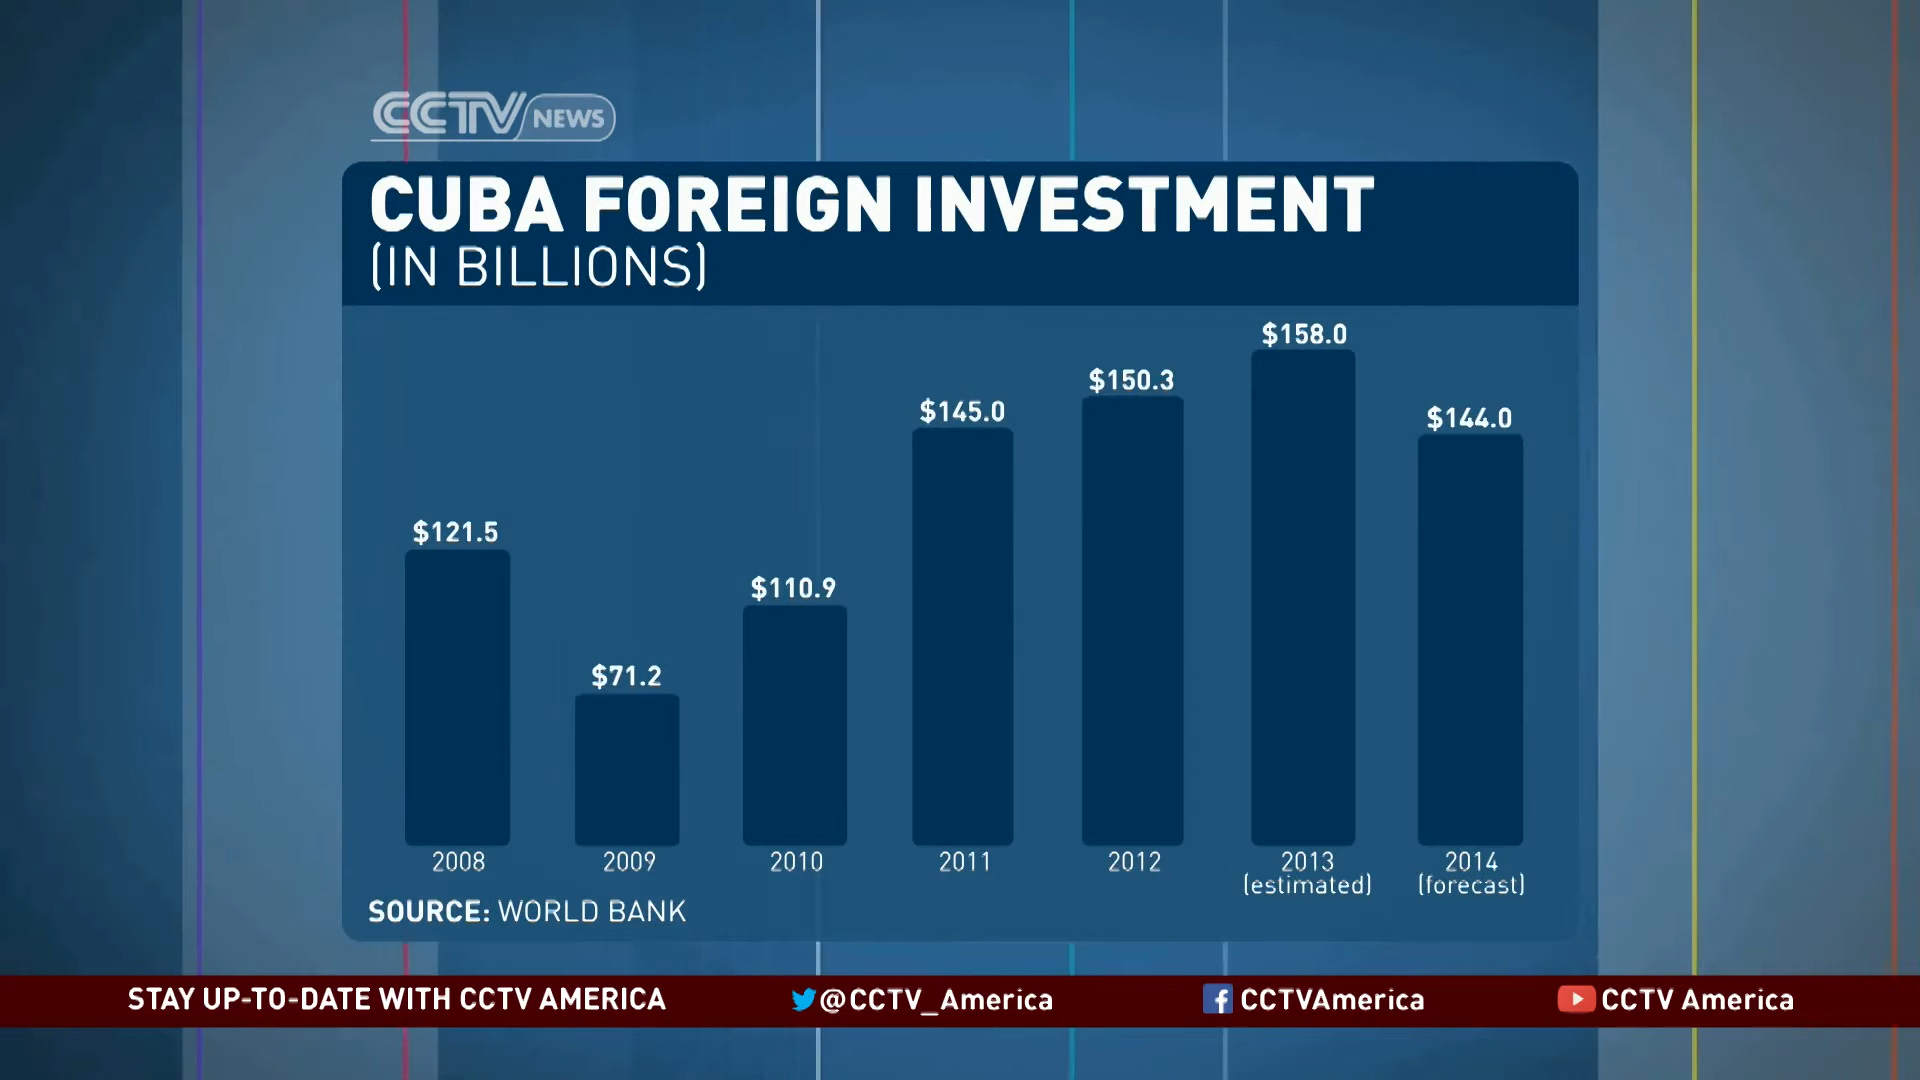 CCTV NEWS
CUBA FOREIGN INVESTMENT
(IN BILLIONS)
$121.5
$71.2
$110.9
$145.0
$150.3
$158.0
$144.0
2008
2009
2010
2011
2012
2013
(estimated)
2014
(forecast)
SOURCE: WORLD BANK
STAY UP-TO-DATE WITH CCTV AMERICA
@CCTV_America
CCTVAmerica
CCTV America